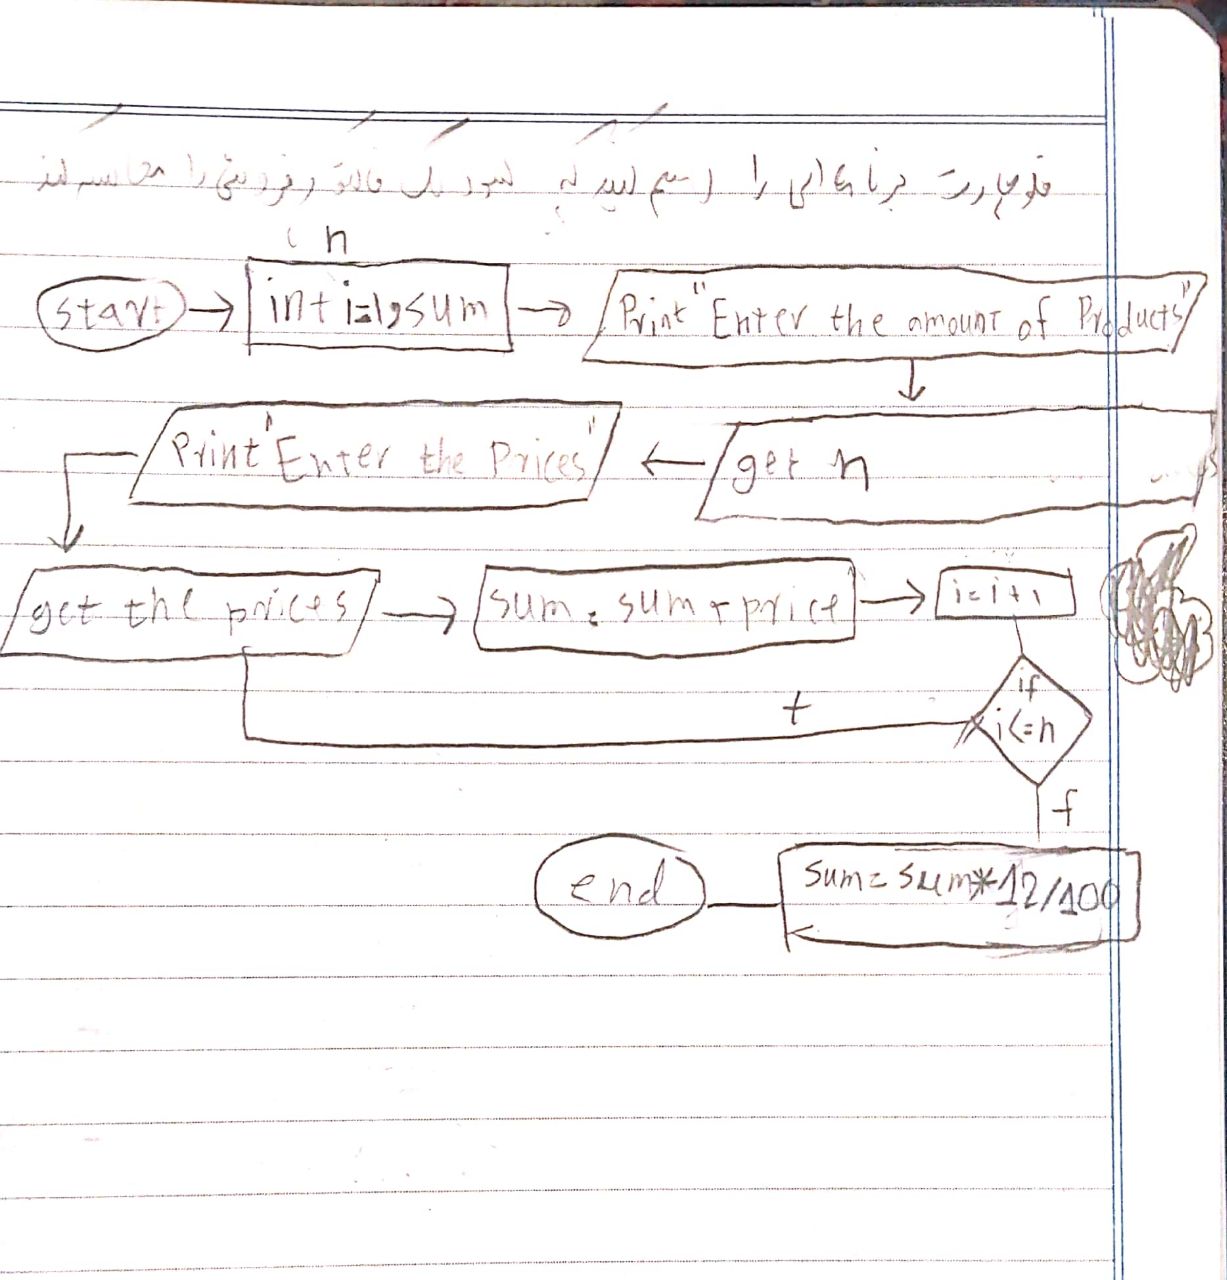 فلوچارت برنامه‌ای را رسم کنید که سود یک فاکتور فروش را محاسبه کند
n
start
int i=1, sum
Print "Enter the amount of Products"
get n
Print "Enter the Prices"
get the prices
sum = sum + price
i=i+1
if
i<=n
t
f
sum = sum*12/100
end